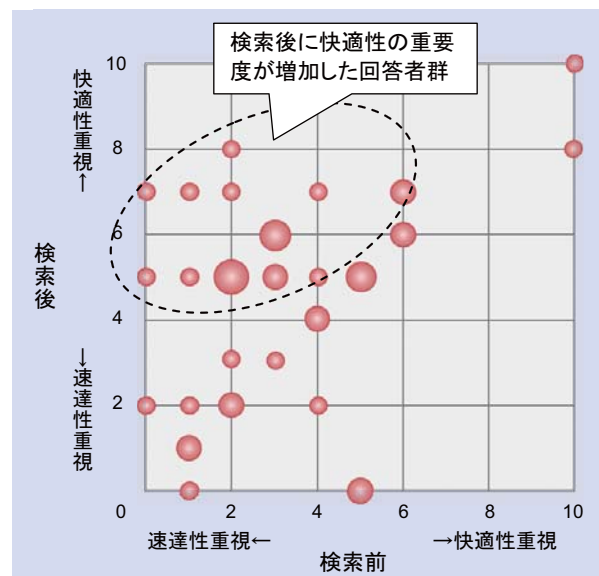 検索後に快適性の重要
度が増加した回答者群
快適性重視→
検索後
←速達性重視
10
8
6
4
2
0
0
2
4
6
8
10
速達性重視←
→快適性重視
検索前